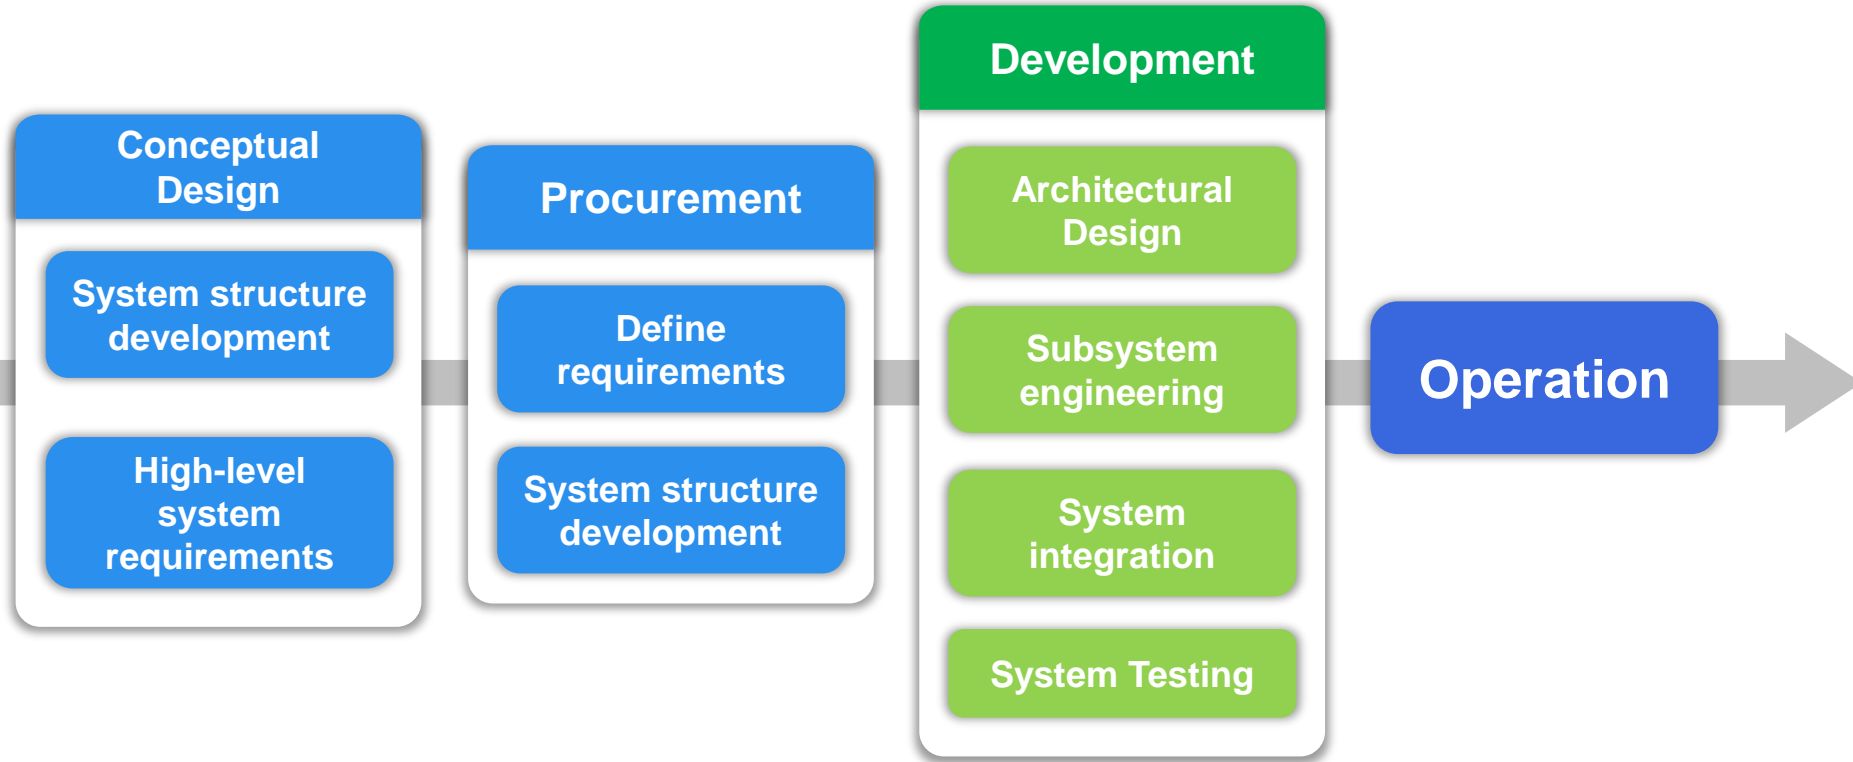 Conceptual
Design
System structure
development
High-level
system
requirements
Procurement
Define
requirements
System structure
development
Development
Architectural
Design
Subsystem
engineering
System
integration
System Testing
Operation